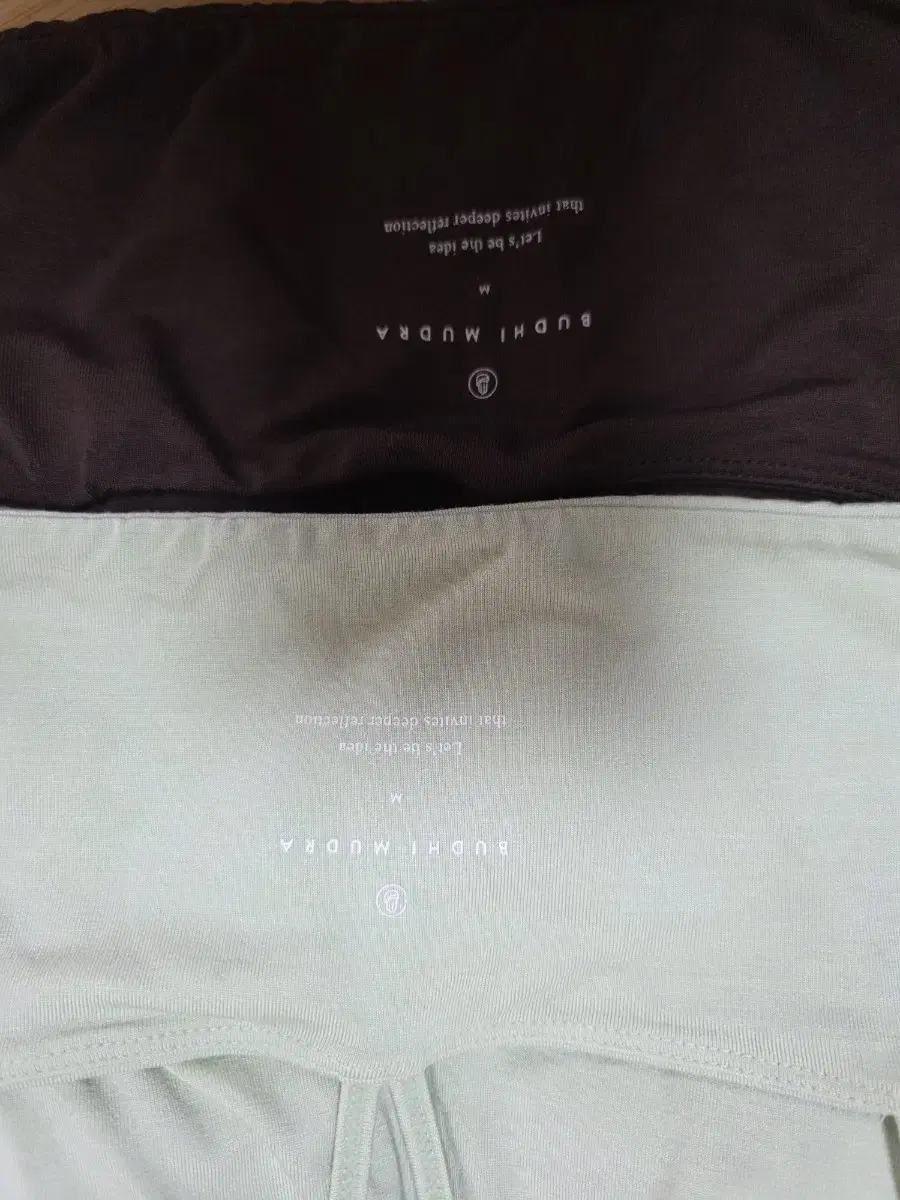 BUDHI MUDRA
M
Let's be the idea
that invites deeper reflection
BUDHI MUDRA
M
Let's be the idea
that invites deeper reflection